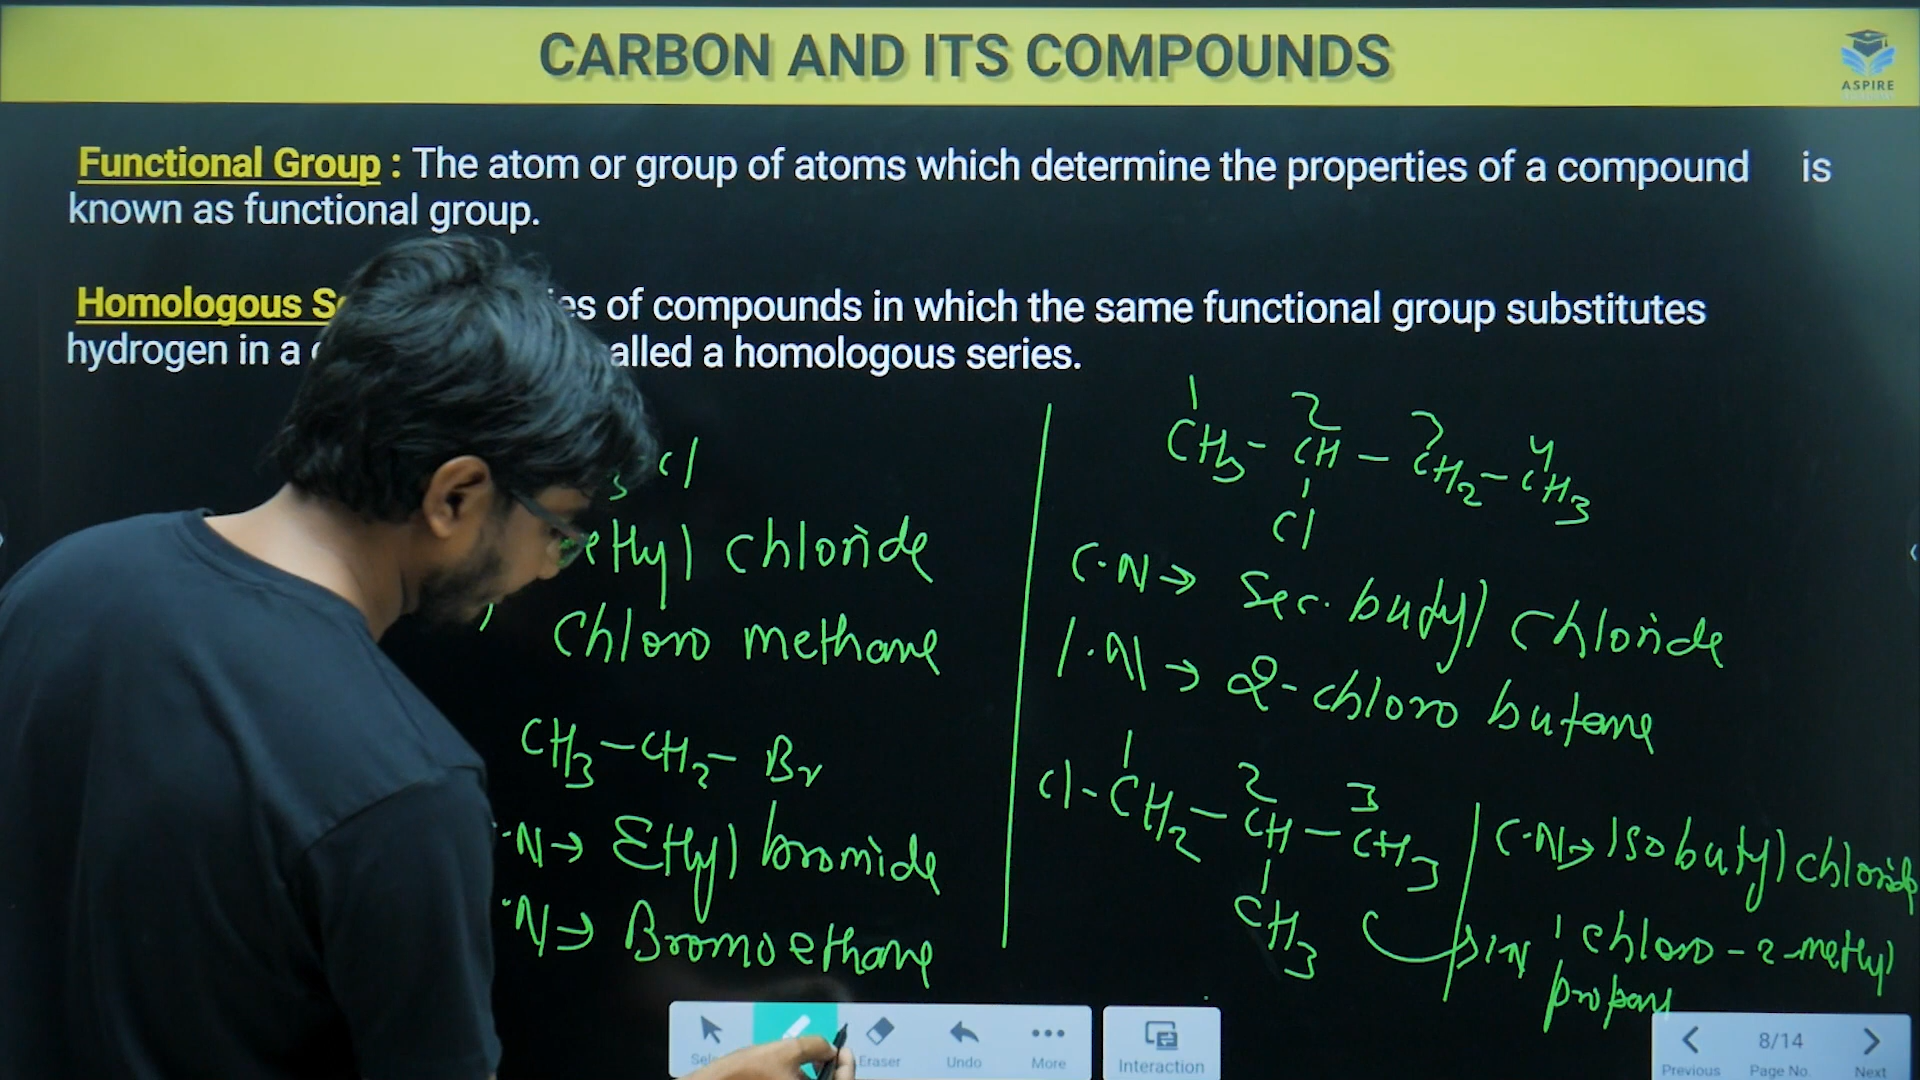 CARBON AND ITS COMPOUNDS
ASPIRE
Functional Group : The atom or group of atoms which determine the properties of a compound is
known as functional group.
Homologous S
es of compounds in which the same functional group substitutes
hydrogen in a
alled a homologous series.
3 Cl
ethyl chloride
Chloro methane
CH3-CH2-Br
·N→ Ethyl bromide
·N→ Bromoethane
1 2 3 4
CH3-CH-CH2-CH3
Cl
C·N→ Sec. butyl chloride
I·N→ 2-chloro butane
1 2 3
Cl-CH2-CH-CH3
CH3
C·N→ Isobutyl chloride
IN 1 chloro-2-methyl
propan
Eraser
Undo
More
Interaction
Previous
8/14
Page No.
Next